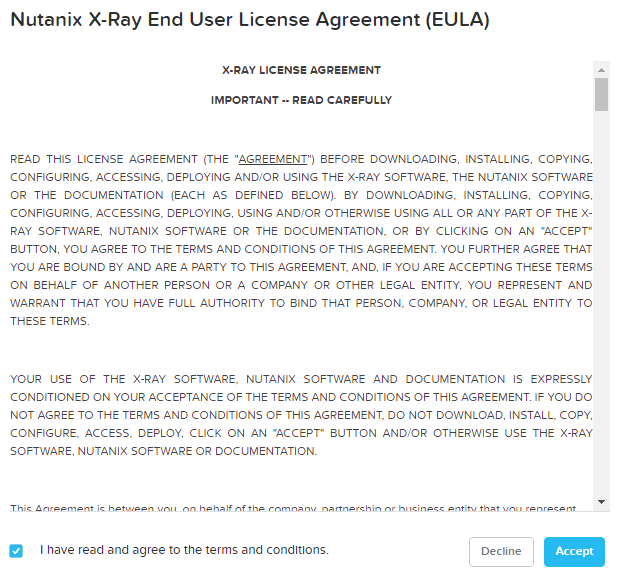 Nutanix X-Ray End User License Agreement (EULA)
X-RAY LICENSE AGREEMENT
IMPORTANT -- READ CAREFULLY
READ THIS LICENSE AGREEMENT (THE "AGREEMENT") BEFORE DOWNLOADING, INSTALLING, COPYING,
CONFIGURING, ACCESSING, DEPLOYING AND/OR USING THE X-RAY SOFTWARE, THE NUTANIX SOFTWARE
OR THE DOCUMENTATION (EACH AS DEFINED BELOW). BY DOWNLOADING, INSTALLING, COPYING,
CONFIGURING, ACCESSING, DEPLOYING, USING AND/OR OTHERWISE USING ALL OR ANY PART OF THE X-
RAY SOFTWARE, NUTANIX SOFTWARE OR THE DOCUMENTATION, OR BY CLICKING ON AN "ACCEPT"
BUTTON, YOU AGREE TO THE TERMS AND CONDITIONS OF THIS AGREEMENT. YOU FURTHER AGREE THAT
YOU ARE BOUND BY AND ARE A PARTY TO THIS AGREEMENT, AND, IF YOU ARE ACCEPTING THESE TERMS
ON BEHALF OF ANOTHER PERSON OR A COMPANY OR OTHER LEGAL ENTITY, YOU REPRESENT AND
WARRANT THAT YOU HAVE FULL AUTHORITY TO BIND THAT PERSON, COMPANY, OR LEGAL ENTITY TO
THESE TERMS.
YOUR USE OF THE X-RAY SOFTWARE, NUTANIX SOFTWARE AND DOCUMENTATION IS EXPRESSLY
CONDITIONED ON YOUR ACCEPTANCE OF THE TERMS AND CONDITIONS OF THIS AGREEMENT. IF YOU DO
NOT AGREE TO THE TERMS AND CONDITIONS OF THIS AGREEMENT, DO NOT DOWNLOAD, INSTALL, COPY,
CONFIGURE, ACCESS, DEPLOY, CLICK ON AN "ACCEPT" BUTTON AND/OR OTHERWISE USE THE X-RAY
SOFTWARE, NUTANIX SOFTWARE OR DOCUMENTATION.
This Agreement is between you, on behalf of the company, partnership or business entity that you represent
I have read and agree to the terms and conditions.
Decline
Accept